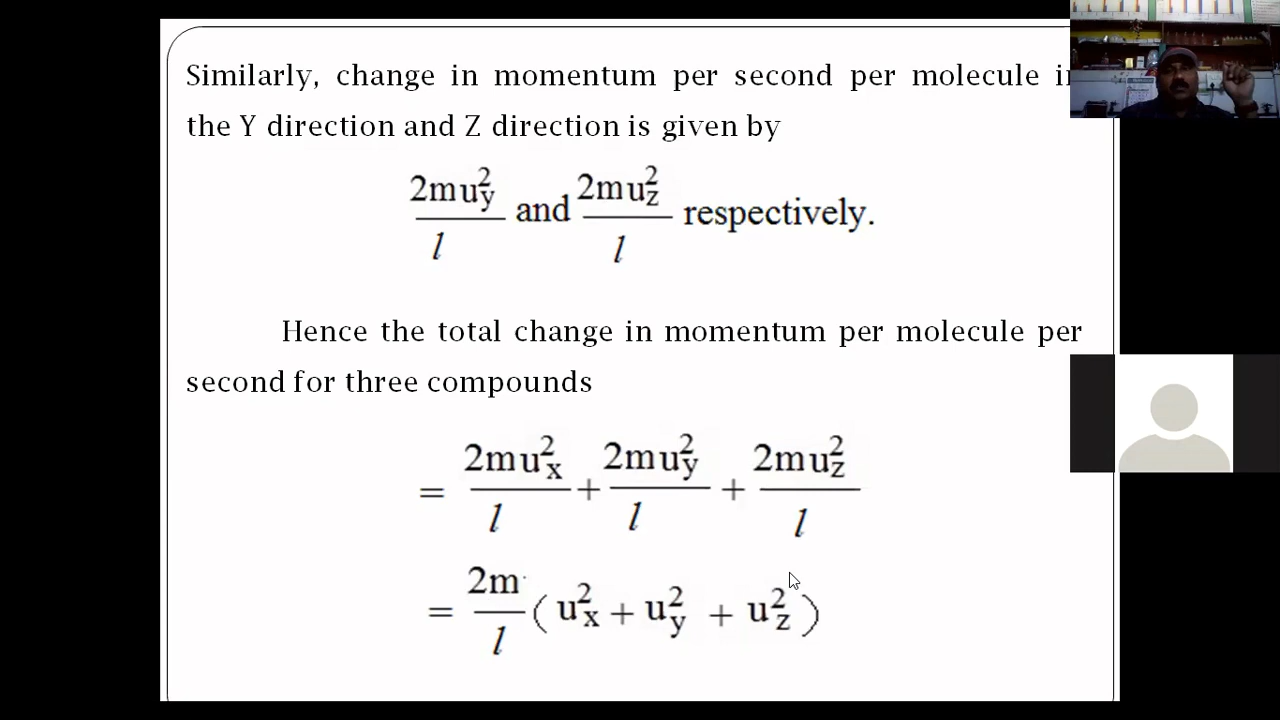 Similarly, change in momentum per second per molecule in
the Y direction and Z direction is given by
2mu²y / l and 2mu²z / l respectively.
Hence the total change in momentum per molecule per
second for three compounds
= 2mu²x / l + 2mu²y / l + 2mu²z / l
= 2m / l ( u²x + u²y + u²z )